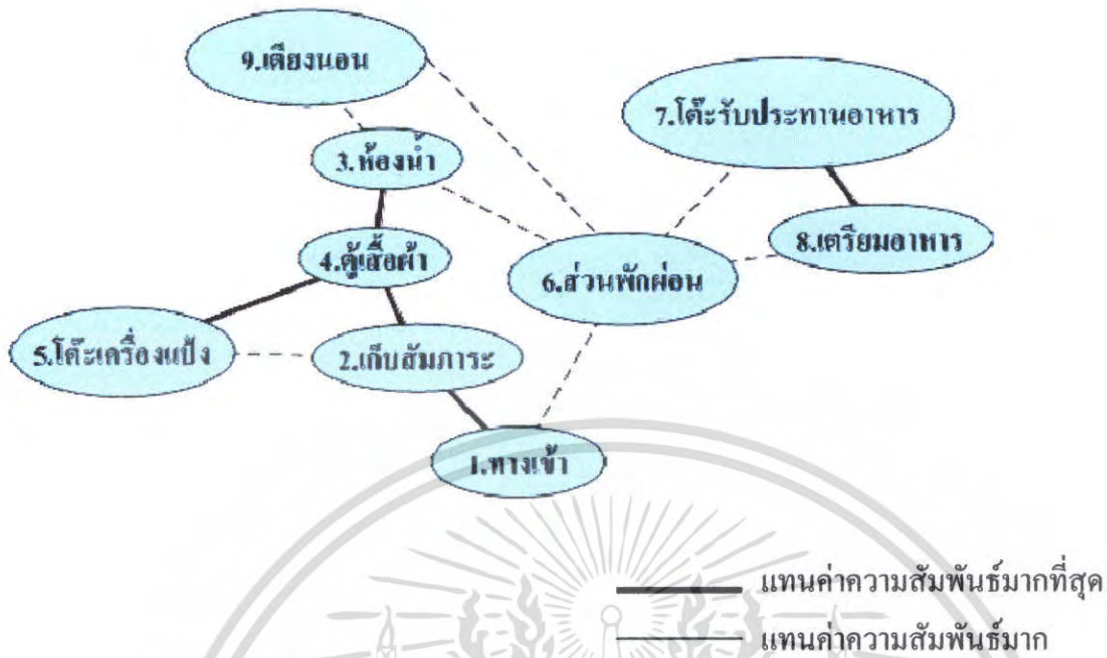 9.เตียงนอน
7.โต๊ะรับประทานอาหาร
3.ห้องน้ำ
8.เตรียมอาหาร
4.ตู้เสื้อผ้า
6.ส่วนพักผ่อน
5.โต๊ะเครื่องแป้ง
2.เก็บสัมภาระ
1.ทางเข้า
แทนค่าความสัมพันธ์มากที่สุด
แทนค่าความสัมพันธ์มาก